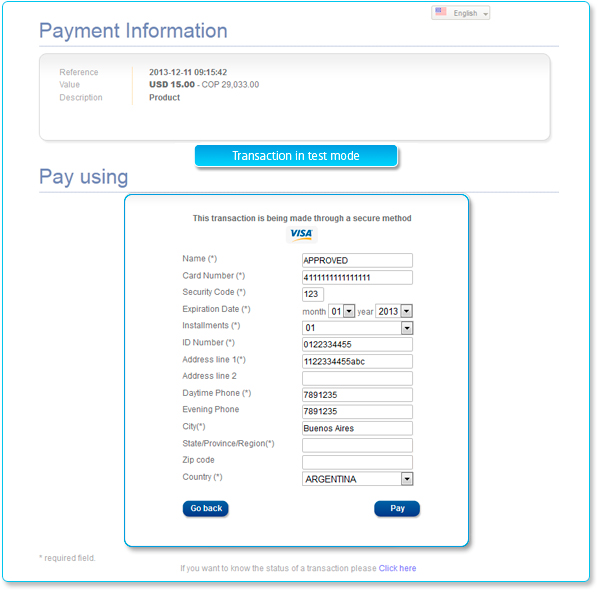 English
Payment Information
Reference 2013-12-11 09:15:42
Value USD 15.00 - COP 29,033.00
Description Product
Transaction in test mode
Pay using
This transaction is being made through a secure method
VISA
Name (*) APPROVED
Card Number (*) 4111111111111111
Security Code (*) 123
Expiration Date (*) month 01 year 2013
Installments (*) 01
ID Number (*) 0122334455
Address line 1(*) 1122334455abc
Address line 2
Daytime Phone (*) 7891235
Evening Phone 7891235
City(*) Buenos Aires
State/Province/Region(*)
Zip code
Country (*) ARGENTINA
Go back Pay
* required field.
If you want to know the status of a transaction please Click here